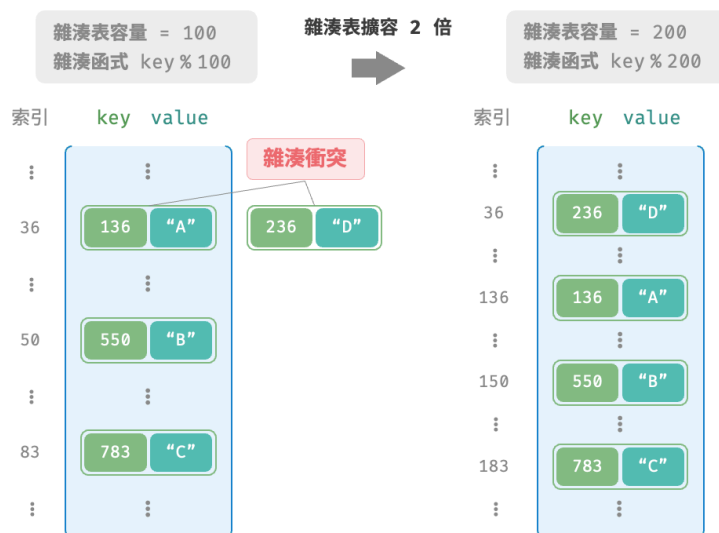 雜湊表容量 = 100
雜湊函式 key % 100
雜湊表擴容 2 倍
雜湊表容量 = 200
雜湊函式 key % 200
索引 key value
雜湊衝突
36 136 “A” 236 “D”
50 550 “B”
83 783 “C”
索引 key value
36 236 “D”
136 136 “A”
150 550 “B”
183 783 “C”